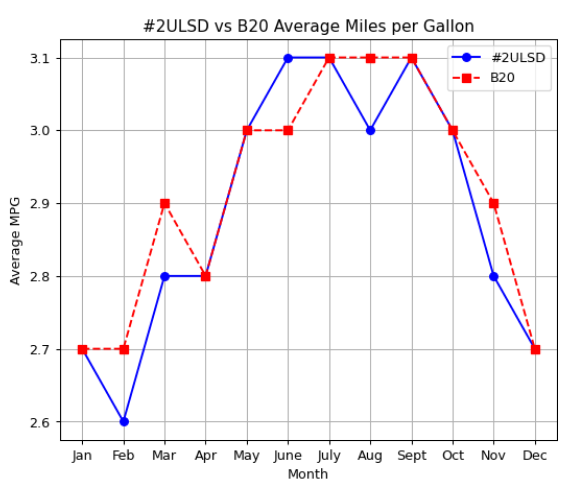 #2ULSD vs B20 Average Miles per Gallon
3.1
3.0
2.9
2.8
2.7
2.6
Average MPG
#2ULSD
B20
Jan Feb Mar Apr May June July Aug Sept Oct Nov Dec
Month